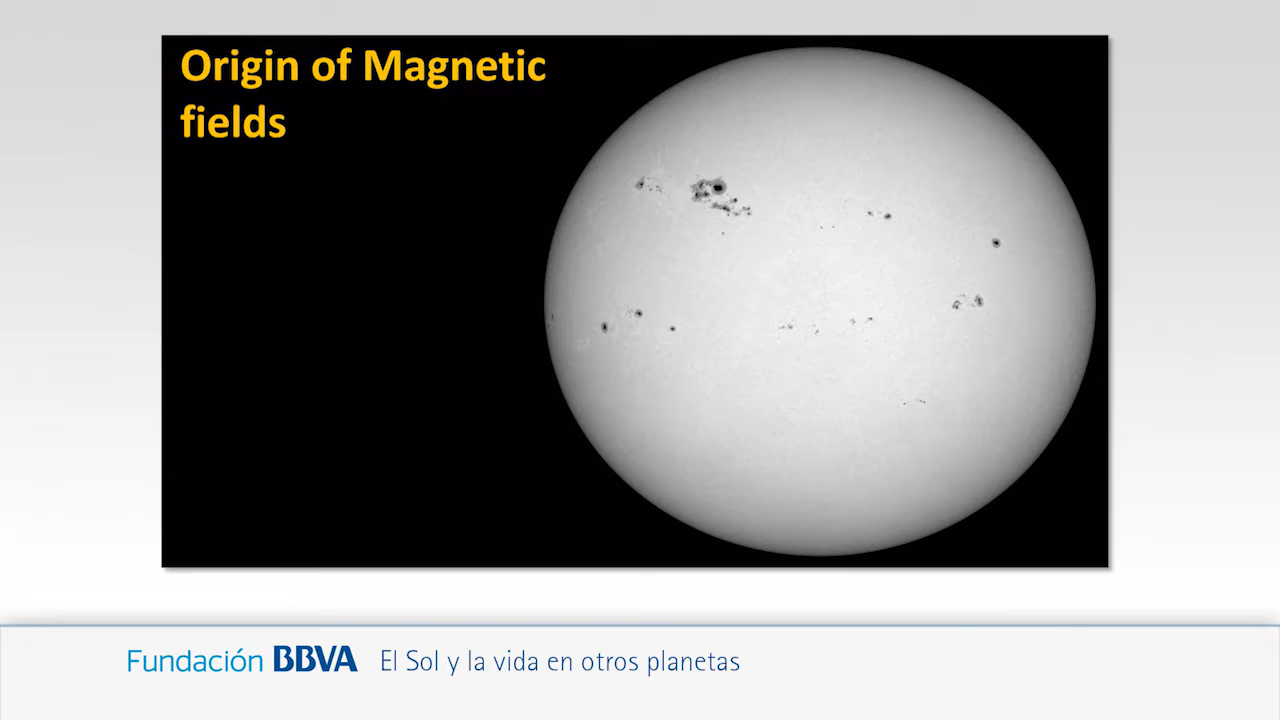 Origin of Magnetic
fields
Fundación BBVA El Sol y la vida en otros planetas